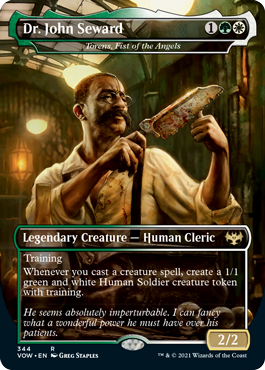 Dr. John Seward 1
Torens, Fist of the Angels
Legendary Creature — Human Cleric
Training
Whenever you cast a creature spell, create a 1/1
green and white Human Soldier creature token
with training.
He seems absolutely imperturbable. I can fancy
what a wonderful power he must have over his
patients.
2/2
344 R
VOW • EN Greg Staples ™ & © 2021 Wizards of the Coast